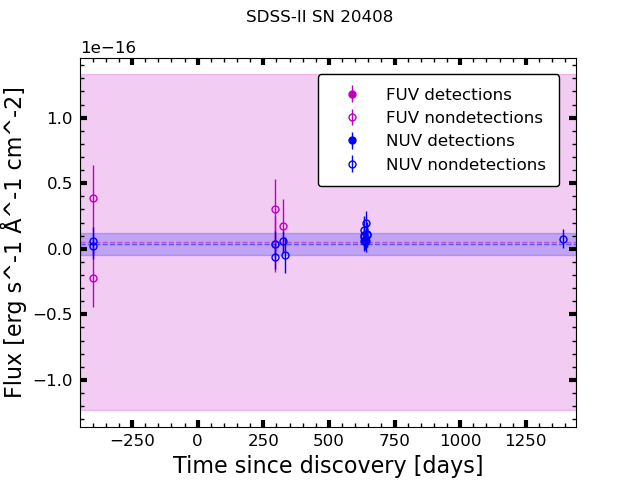 SDSS-II SN 20408
1e−16
FUV detections
FUV nondetections
NUV detections
NUV nondetections
1.0
0.5
0.0
−0.5
−1.0
Flux [erg s^-1 Å^-1 cm^-2]
−250 0 250 500 750 1000 1250
Time since discovery [days]